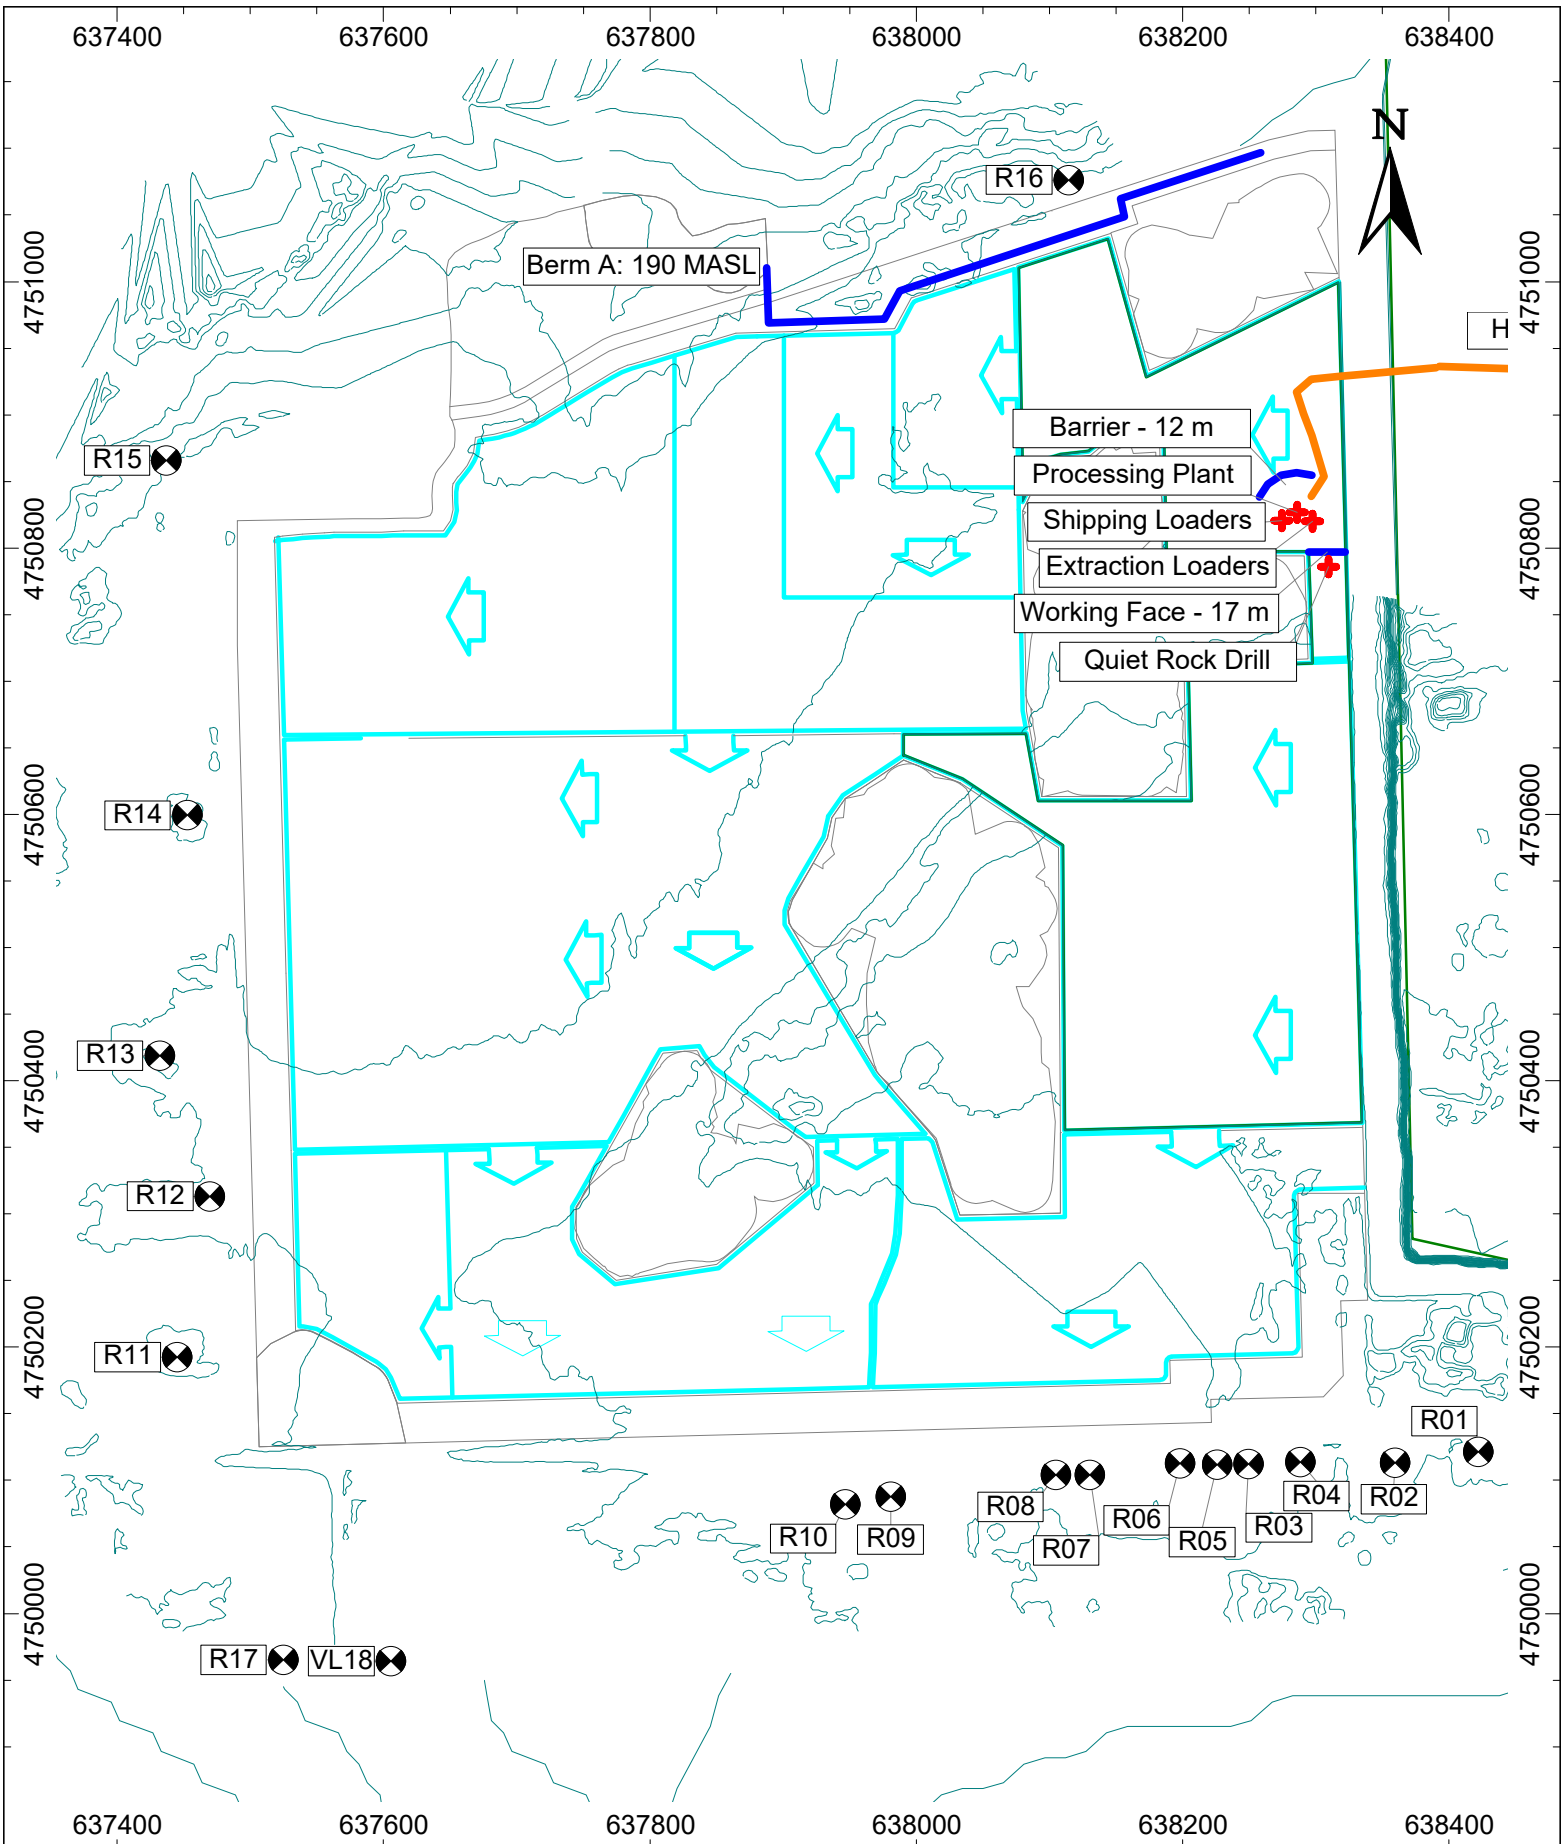 637400 637600 637800 638000 638200 638400
N
R16
Berm A: 190 MASL
4751000
4751000
H
Barrier - 12 m
R15
Processing Plant
Shipping Loaders
4750800
4750800
Extraction Loaders
Working Face - 17 m
Quiet Rock Drill
R14
4750600
4750600
R13
4750400
4750400
R12
R11
4750200
4750200
R01
R08
R06
R04
R02
R10
R09
R07
R05
R03
4750000
4750000
R17
VL18
637400 637600 637800 638000 638200 638400